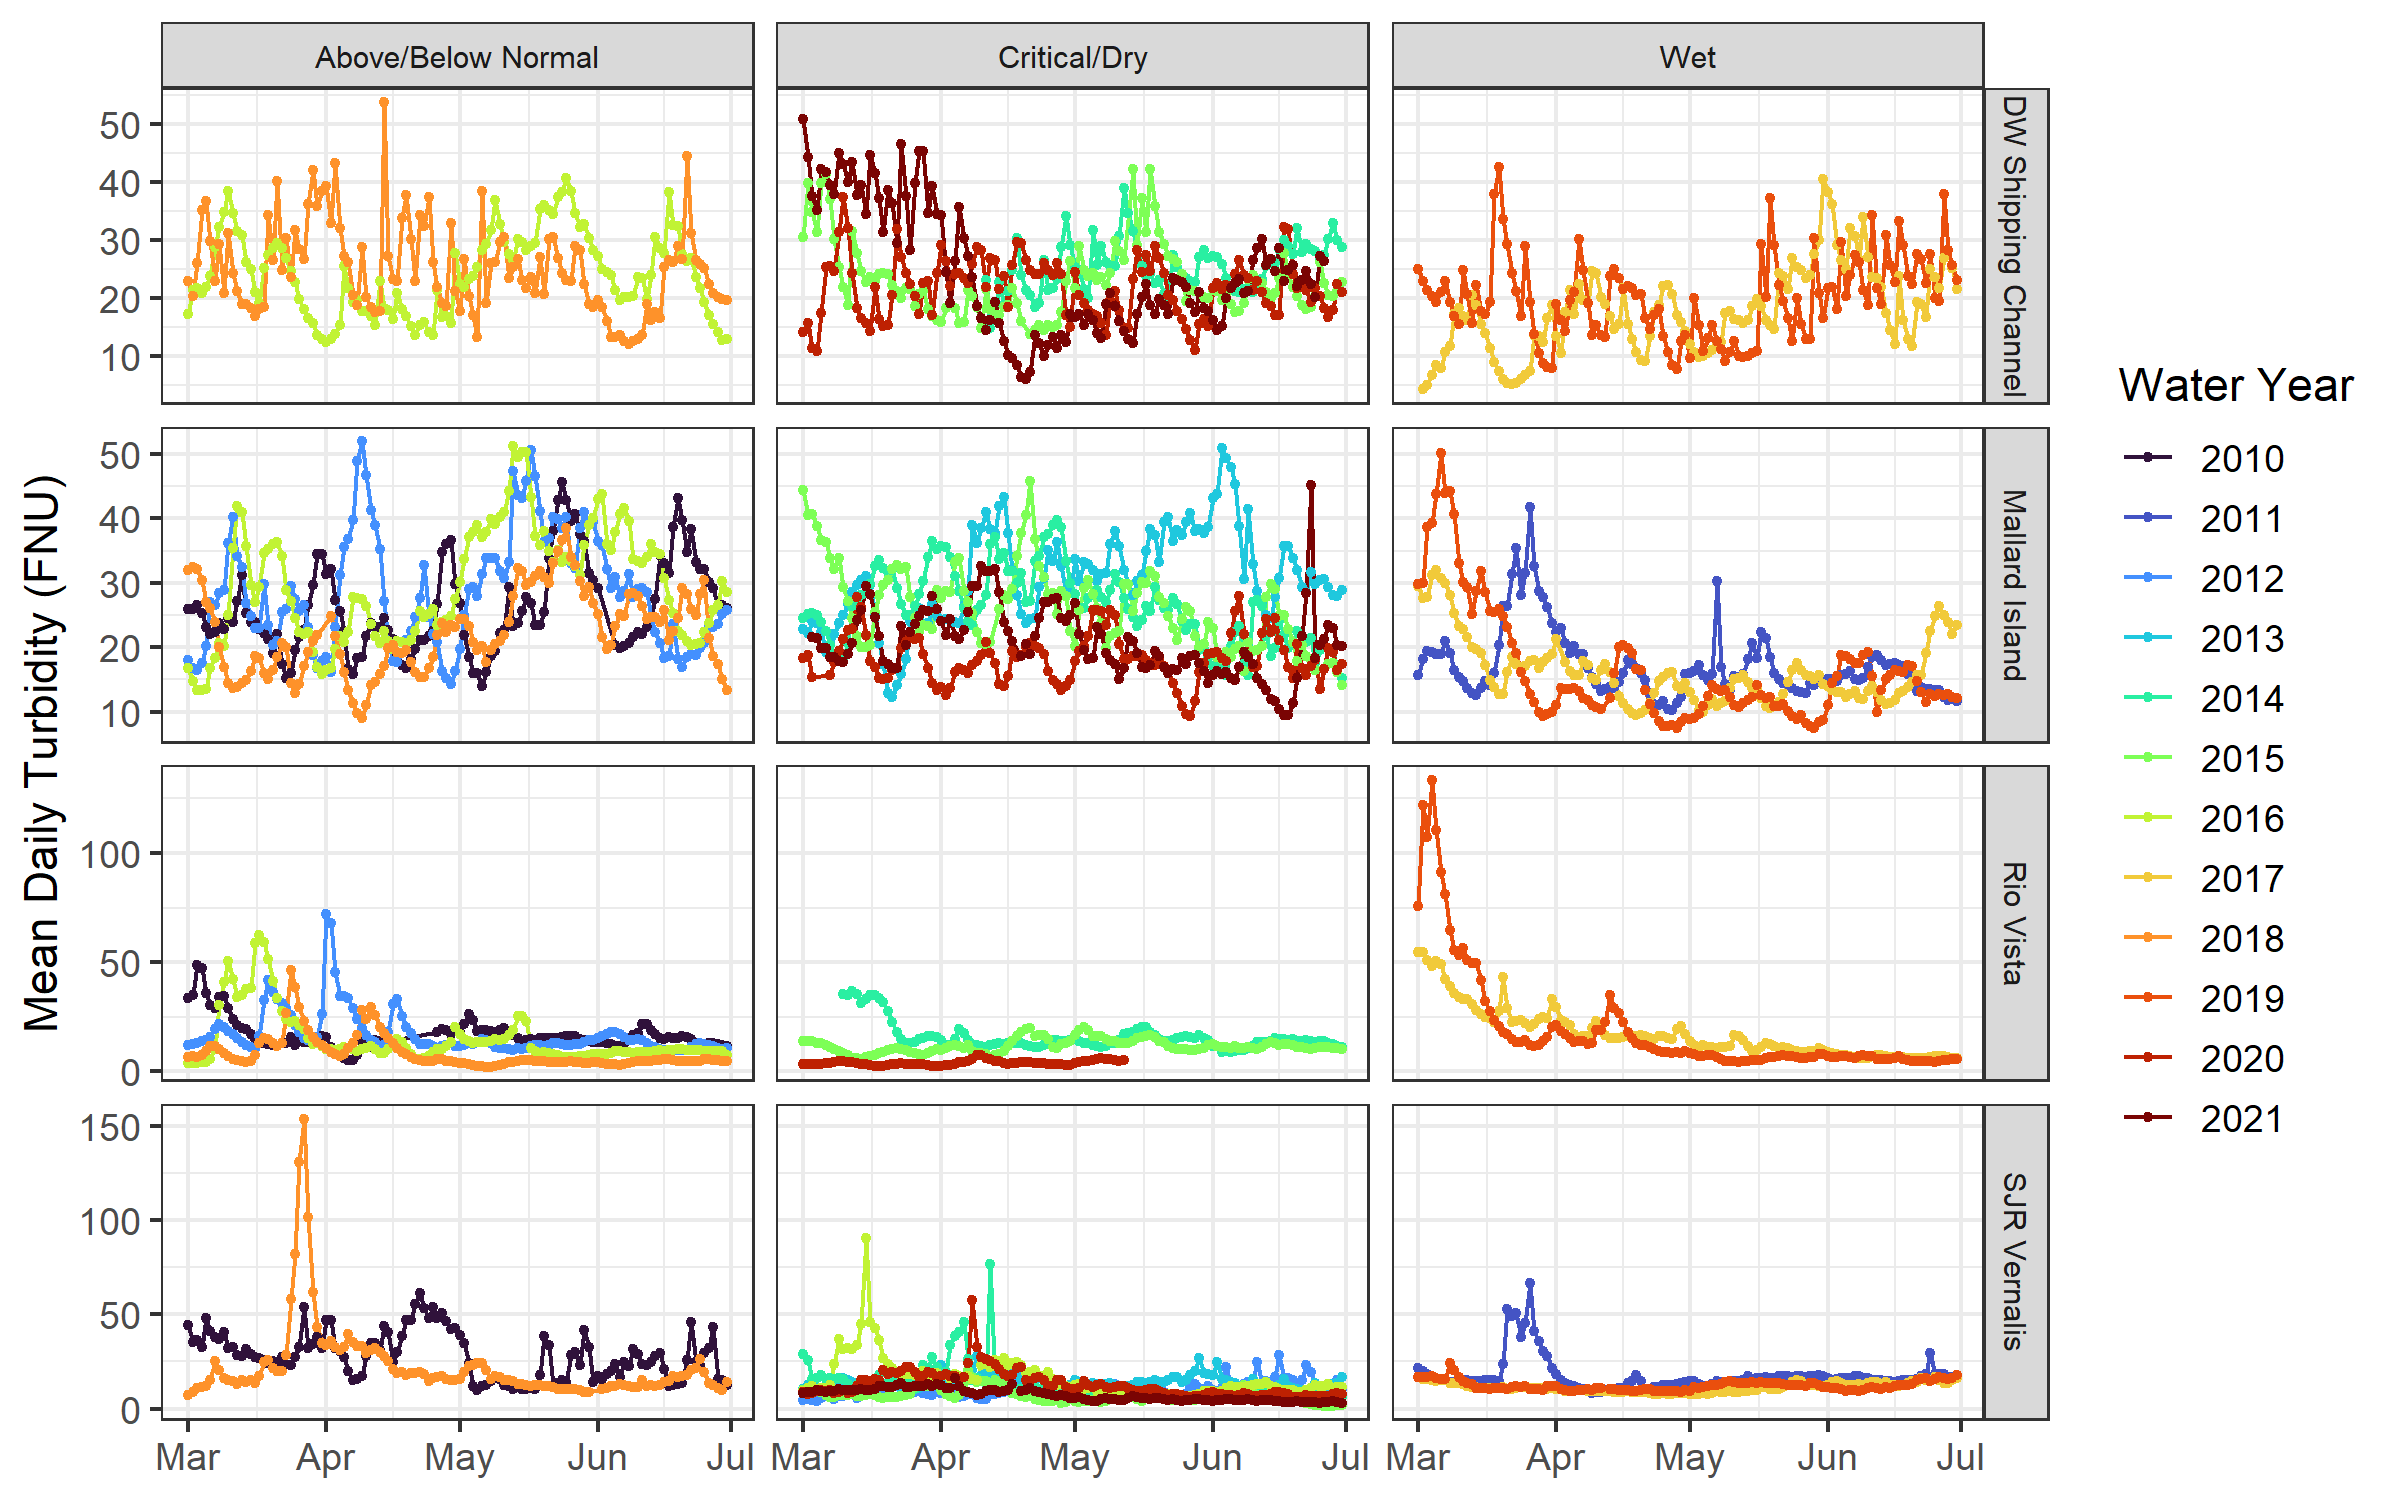 Above/Below Normal
Critical/Dry
Wet
50
40
30
20
10
DW Shipping Channel
50
40
30
20
10
Mallard Island
100
50
0
Rio Vista
150
100
50
0
SJR Vernalis
Mar
Apr
May
Jun
Jul
Mar
Apr
May
Jun
Jul
Mar
Apr
May
Jun
Jul
Mean Daily Turbidity (FNU)
Water Year
2010
2011
2012
2013
2014
2015
2016
2017
2018
2019
2020
2021